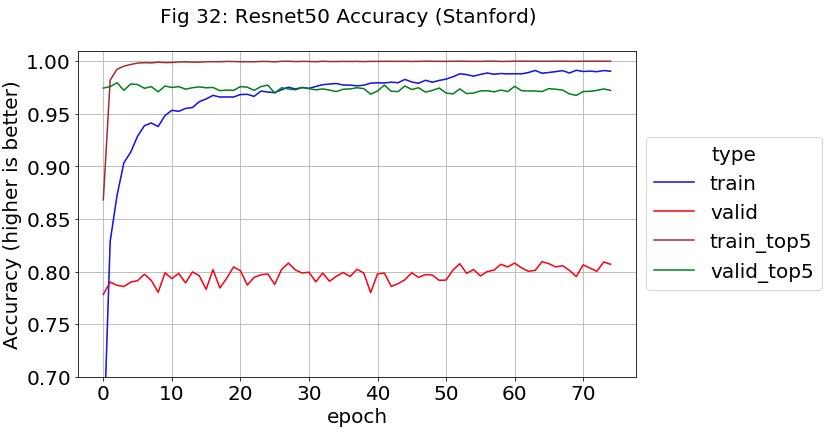 Fig 32: Resnet50 Accuracy (Stanford)
Accuracy (higher is better)
1.00
0.95
0.90
0.85
0.80
0.75
0.70
0 10 20 30 40 50 60 70
epoch
type
train
valid
train_top5
valid_top5